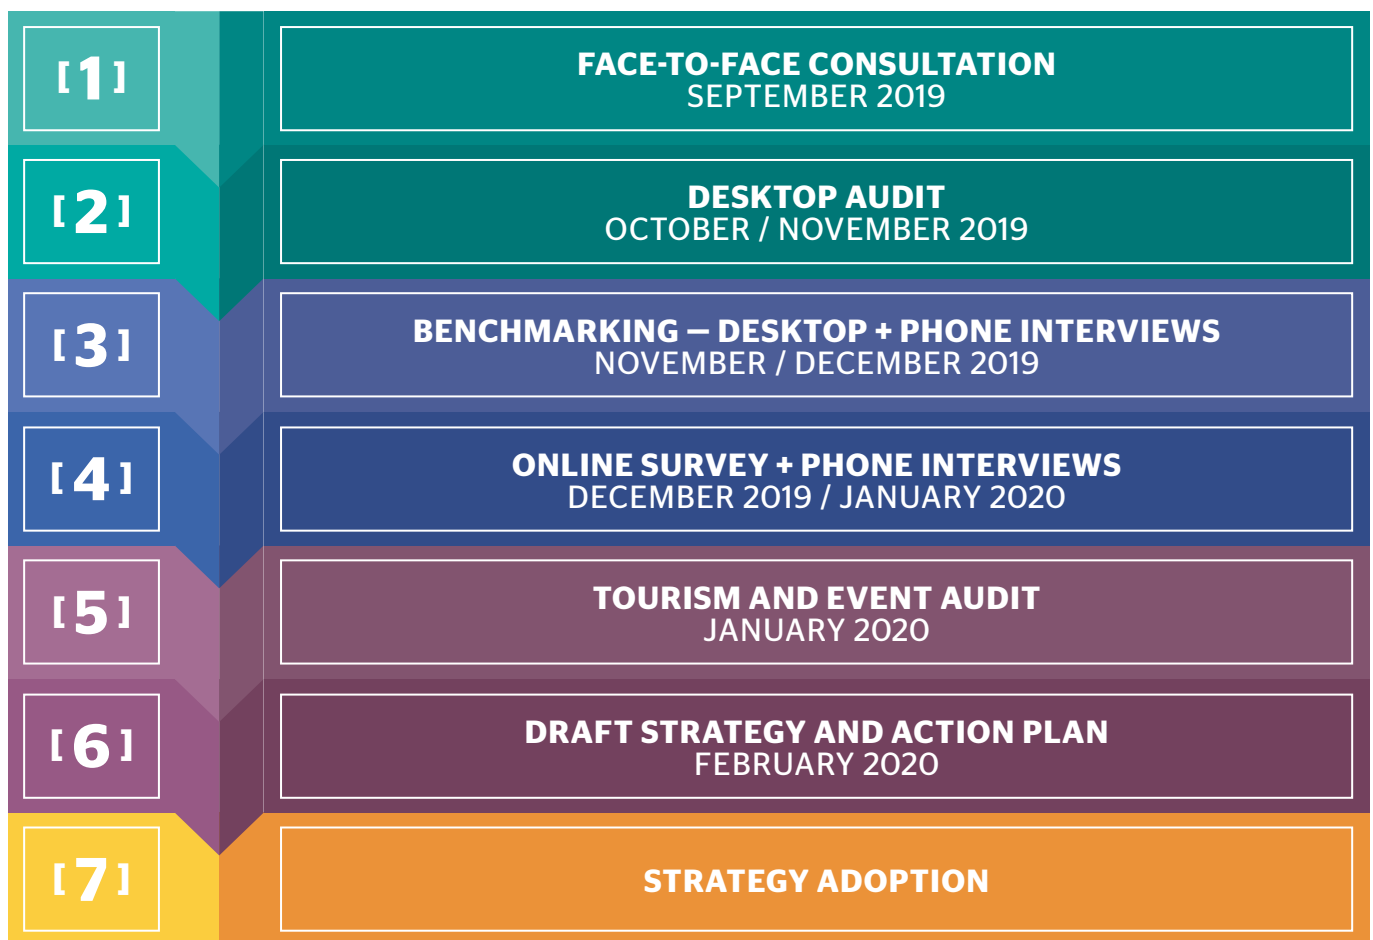 [1]
FACE-TO-FACE CONSULTATION
SEPTEMBER 2019
[2]
DESKTOP AUDIT
OCTOBER / NOVEMBER 2019
[3]
BENCHMARKING – DESKTOP + PHONE INTERVIEWS
NOVEMBER / DECEMBER 2019
[4]
ONLINE SURVEY + PHONE INTERVIEWS
DECEMBER 2019 / JANUARY 2020
[5]
TOURISM AND EVENT AUDIT
JANUARY 2020
[6]
DRAFT STRATEGY AND ACTION PLAN
FEBRUARY 2020
[7]
STRATEGY ADOPTION